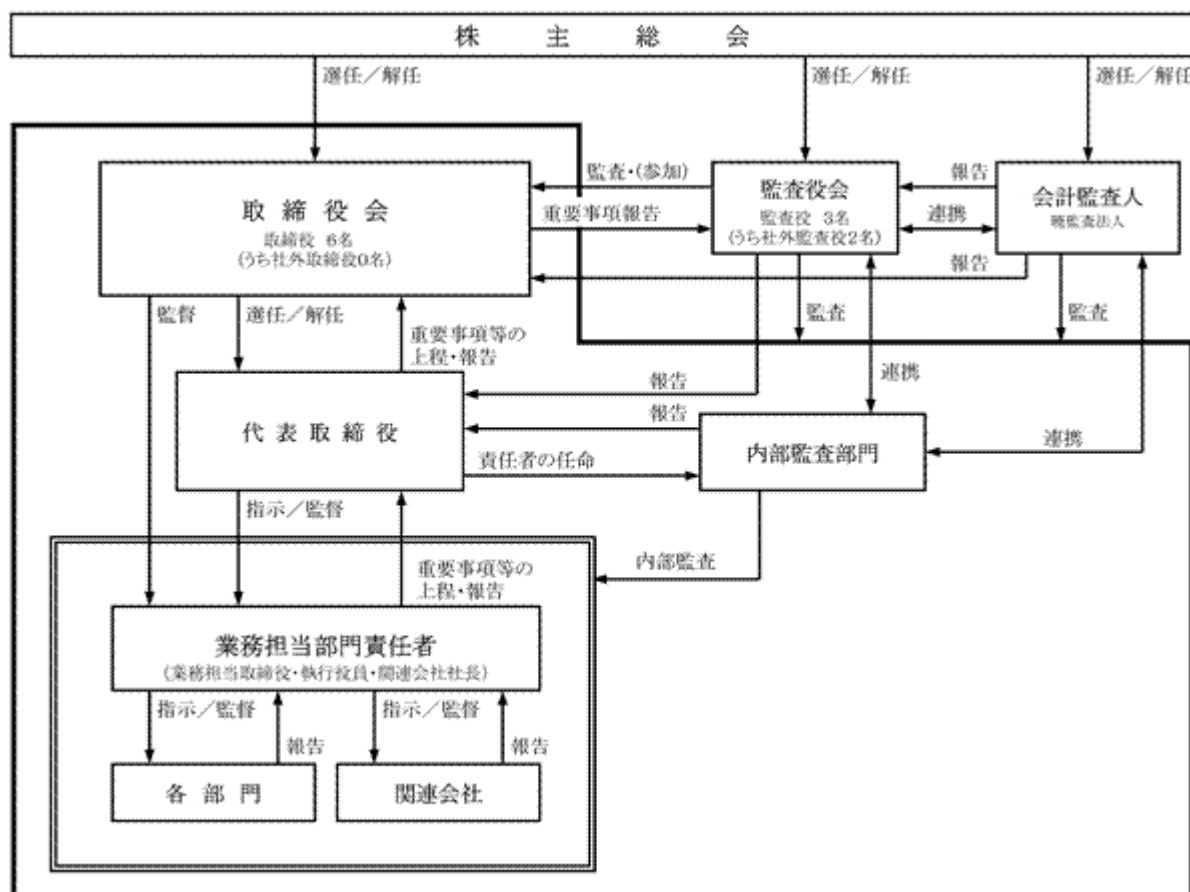 株主総会
選任／解任
選任／解任
選任／解任
取締役会
取締役 6名
(うち社外取締役0名)
監査・(参加)
重要事項報告
監査役会
監査役 3名
(うち社外監査役2名)
報告
連携
会計監査人
監査法人
報告
監督
選任／解任
重要事項等の
上程・報告
監査
監査
報告
連携
代表取締役
報告
責任者の任命
内部監査部門
連携
指示／監督
重要事項等の
上程・報告
内部監査
業務担当部門責任者
(業務担当取締役・執行役員・関連会社社長)
指示／監督
報告
指示／監督
報告
各部門
関連会社